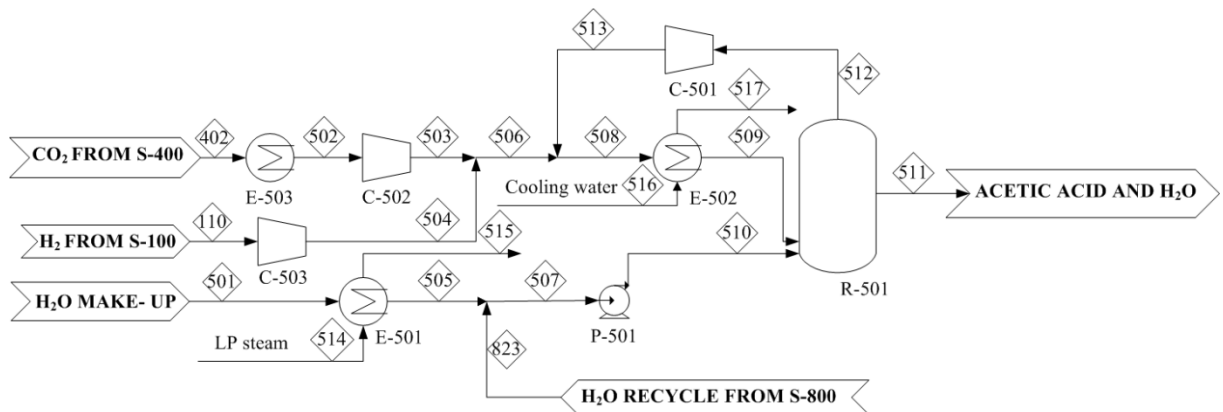 513
C-501
512
517
402
502
503
506
508
509
CO₂ FROM S-400
E-503
C-502
Cooling water
516
E-502
511
ACETIC ACID AND H₂O
110
504
515
510
H₂ FROM S-100
C-503
R-501
501
505
507
H₂O MAKE- UP
LP steam
514
E-501
P-501
823
H₂O RECYCLE FROM S-800